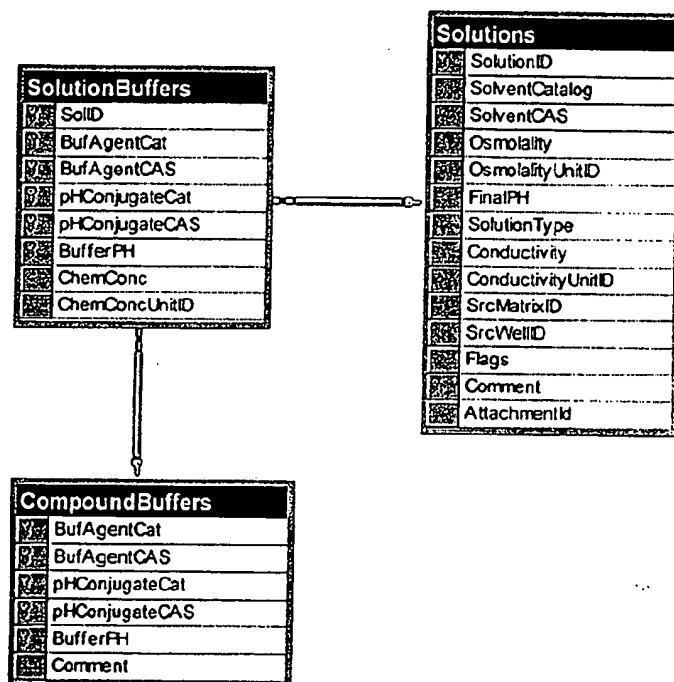 SolutionBuffers
SolID
BufAgentCat
BufAgentCAS
pHConjugateCat
pHConjugateCAS
BufferPH
ChemConc
ChemConcUnitID
Solutions
SolutionID
SolventCatalog
SolventCAS
Osmolality
OsmolalityUnitID
FinalPH
SolutionType
Conductivity
ConductivityUnitID
SrcMatrixID
SrcWellID
Flags
Comment
AttachmentId
CompoundBuffers
BufAgentCat
BufAgentCAS
pHConjugateCat
pHConjugateCAS
BufferPH
Comment